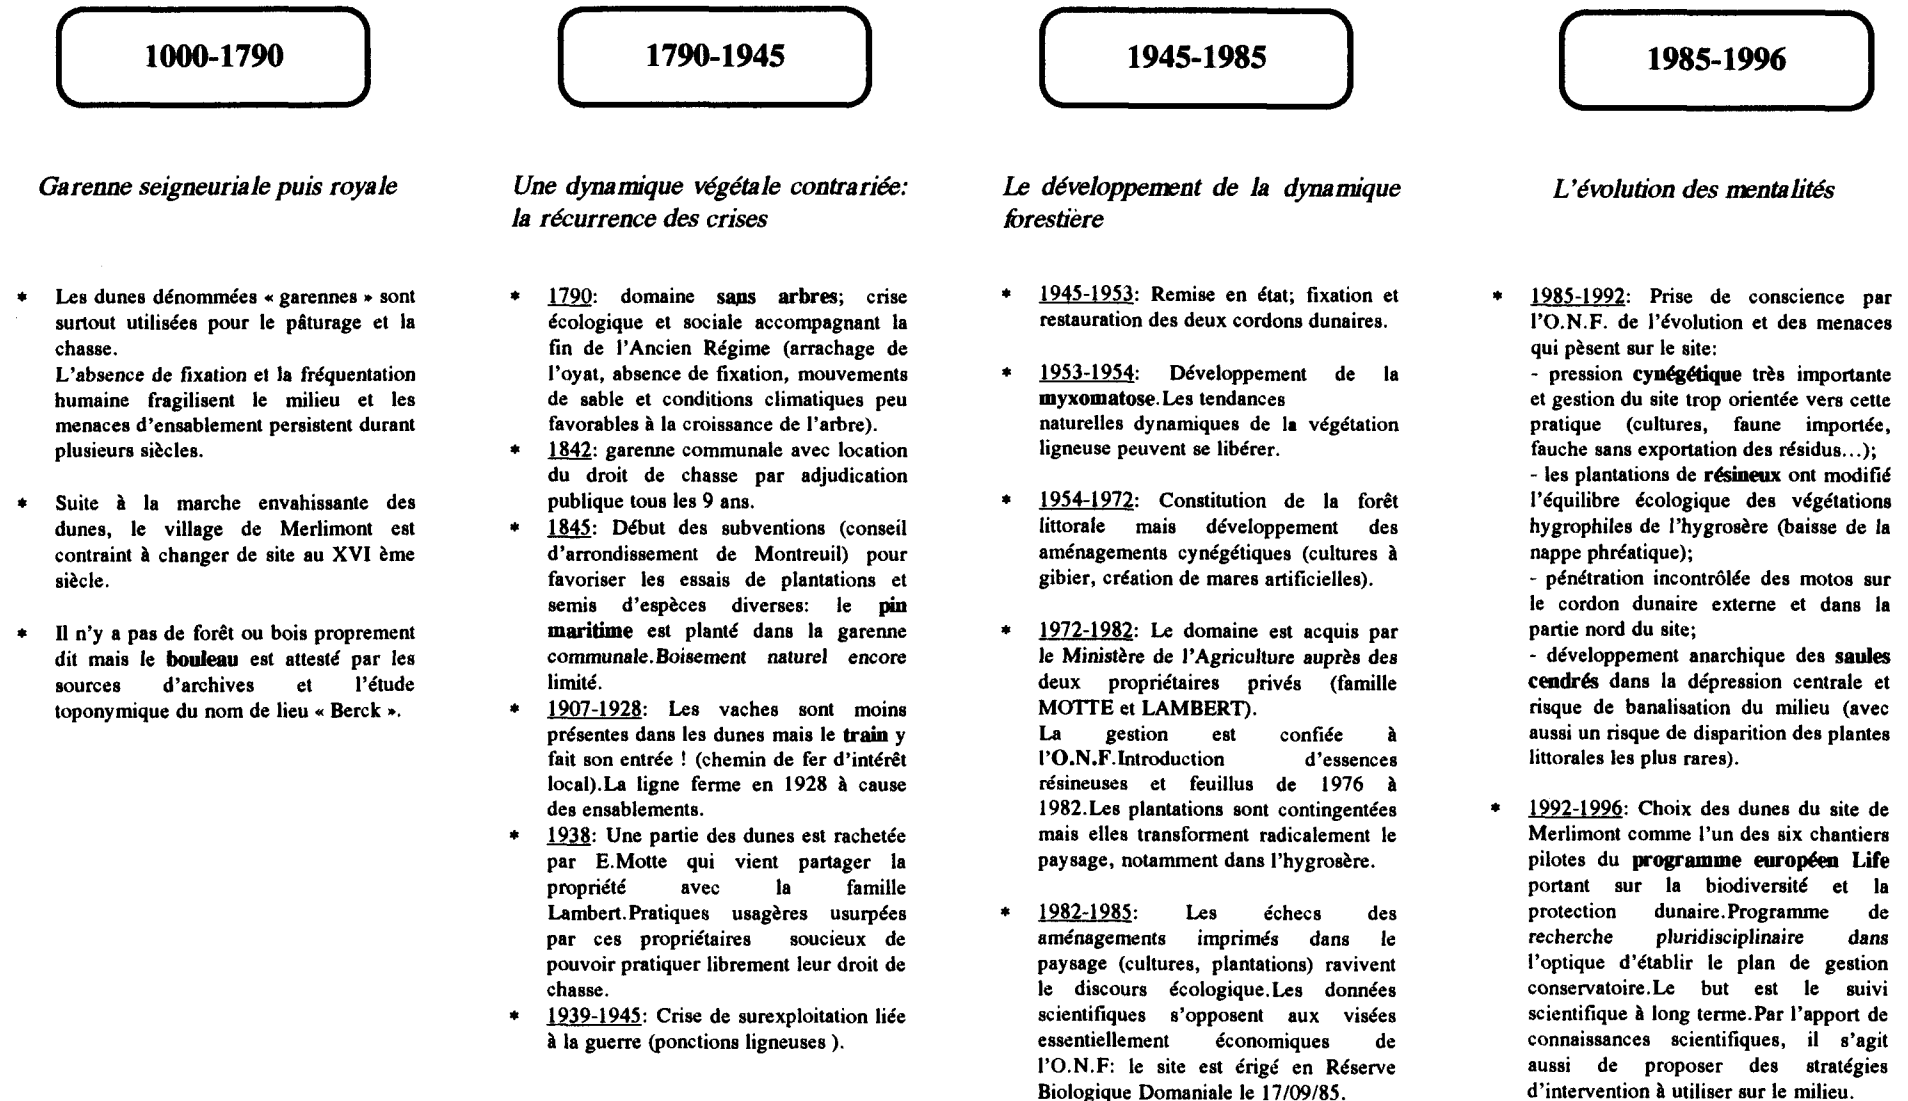 1000-1790
Garenne seigneuriale puis royale
* Les dunes dénommées « garennes » sont
surtout utilisées pour le pâturage et la
chasse.
L'absence de fixation et la fréquentation
humaine fragilisent le milieu et les
menaces d'ensablement persistent durant
plusieurs siècles.
* Suite à la marche envahissante des
dunes, le village de Merlimont est
contraint à changer de site au XVI ème
siècle.
* Il n'y a pas de forêt ou bois proprement
dit mais le bouleau est attesté par les
sources d'archives et l'étude
toponymique du nom de lieu « Berck ».
1790-1945
Une dynamique végétale contrariée:
la récurrence des crises
* 1790: domaine sans arbres; crise
écologique et sociale accompagnant la
fin de l'Ancien Régime (arrachage de
l'oyat, absence de fixation, mouvements
de sable et conditions climatiques peu
favorables à la croissance de l'arbre).
* 1842: garenne communale avec location
du droit de chasse par adjudication
publique tous les 9 ans.
* 1845: Début des subventions (conseil
d'arrondissement de Montreuil) pour
favoriser les essais de plantations et
semis d'espèces diverses: le pin
maritime est planté dans la garenne
communale.Boisement naturel encore
limité.
* 1907-1928: Les vaches sont moins
présentes dans les dunes mais le train y
fait son entrée ! (chemin de fer d'intérêt
local).La ligne ferme en 1928 à cause
des ensablements.
* 1938: Une partie des dunes est rachetée
par E.Motte qui vient partager la
propriété avec la famille
Lambert.Pratiques usagères usurpées
par ces propriétaires soucieux de
pouvoir pratiquer librement leur droit de
chasse.
* 1939-1945: Crise de surexploitation liée
à la guerre (ponctions ligneuses ).
1945-1985
Le développement de la dynamique
forestière
* 1945-1953: Remise en état; fixation et
restauration des deux cordons dunaires.
* 1953-1954: Développement de la
myxomatose.Les tendances
naturelles dynamiques de la végétation
ligneuse peuvent se libérer.
* 1954-1972: Constitution de la forêt
littorale mais développement des
aménagements cynégétiques (cultures à
gibier, création de mares artificielles).
* 1972-1982: Le domaine est acquis par
le Ministère de l'Agriculture auprès des
deux propriétaires privés (famille
MOTTE et LAMBERT).
La gestion est confiée à
l'O.N.F.Introduction d'essences
résineuses et feuillus de 1976 à
1982.Les plantations sont contingentées
mais elles transforment radicalement le
paysage, notamment dans l'hygrosère.
* 1982-1985: Les échecs des
aménagements imprimés dans le
paysage (cultures, plantations) ravivent
le discours écologique.Les données
scientifiques s'opposent aux visées
essentiellement économiques de
l'O.N.F: le site est érigé en Réserve
Biologique Domaniale le 17/09/85.
1985-1996
L'évolution des mentalités
* 1985-1992: Prise de conscience par
l'O.N.F. de l'évolution et des menaces
qui pèsent sur le site:
- pression cynégétique très importante
et gestion du site trop orientée vers cette
pratique (cultures, faune importée,
fauche sans exportation des résidus...);
- les plantations de résineux ont modifié
l'équilibre écologique des végétations
hygrophiles de l'hygrosère (baisse de la
nappe phréatique);
- pénétration incontrôlée des motos sur
le cordon dunaire externe et dans la
partie nord du site;
- développement anarchique des saules
cendrés dans la dépression centrale et
risque de banalisation du milieu (avec
aussi un risque de disparition des plantes
littorales les plus rares).
* 1992-1996: Choix des dunes du site de
Merlimont comme l'un des six chantiers
pilotes du programme européen Life
portant sur la biodiversité et la
protection dunaire.Programme de
recherche pluridisciplinaire dans
l'optique d'établir le plan de gestion
conservatoire.Le but est le suivi
scientifique à long terme.Par l'apport de
connaissances scientifiques, il s'agit
aussi de proposer des stratégies
d'intervention à utiliser sur le milieu.